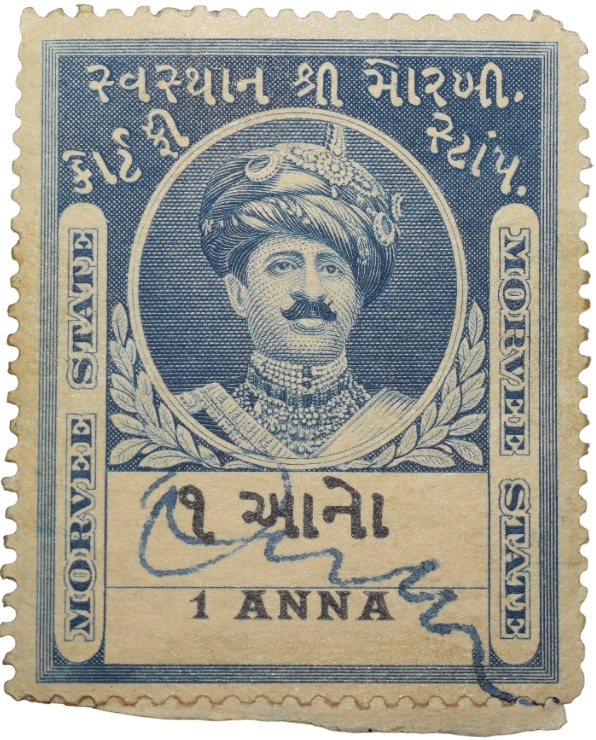 સ્વસ્થાન શ્રી મોરબી.
કોર્ટ ફી સ્ટાંપ.
MORVEE STATE
MORVEE STATE
૧ આનો
1 ANNA